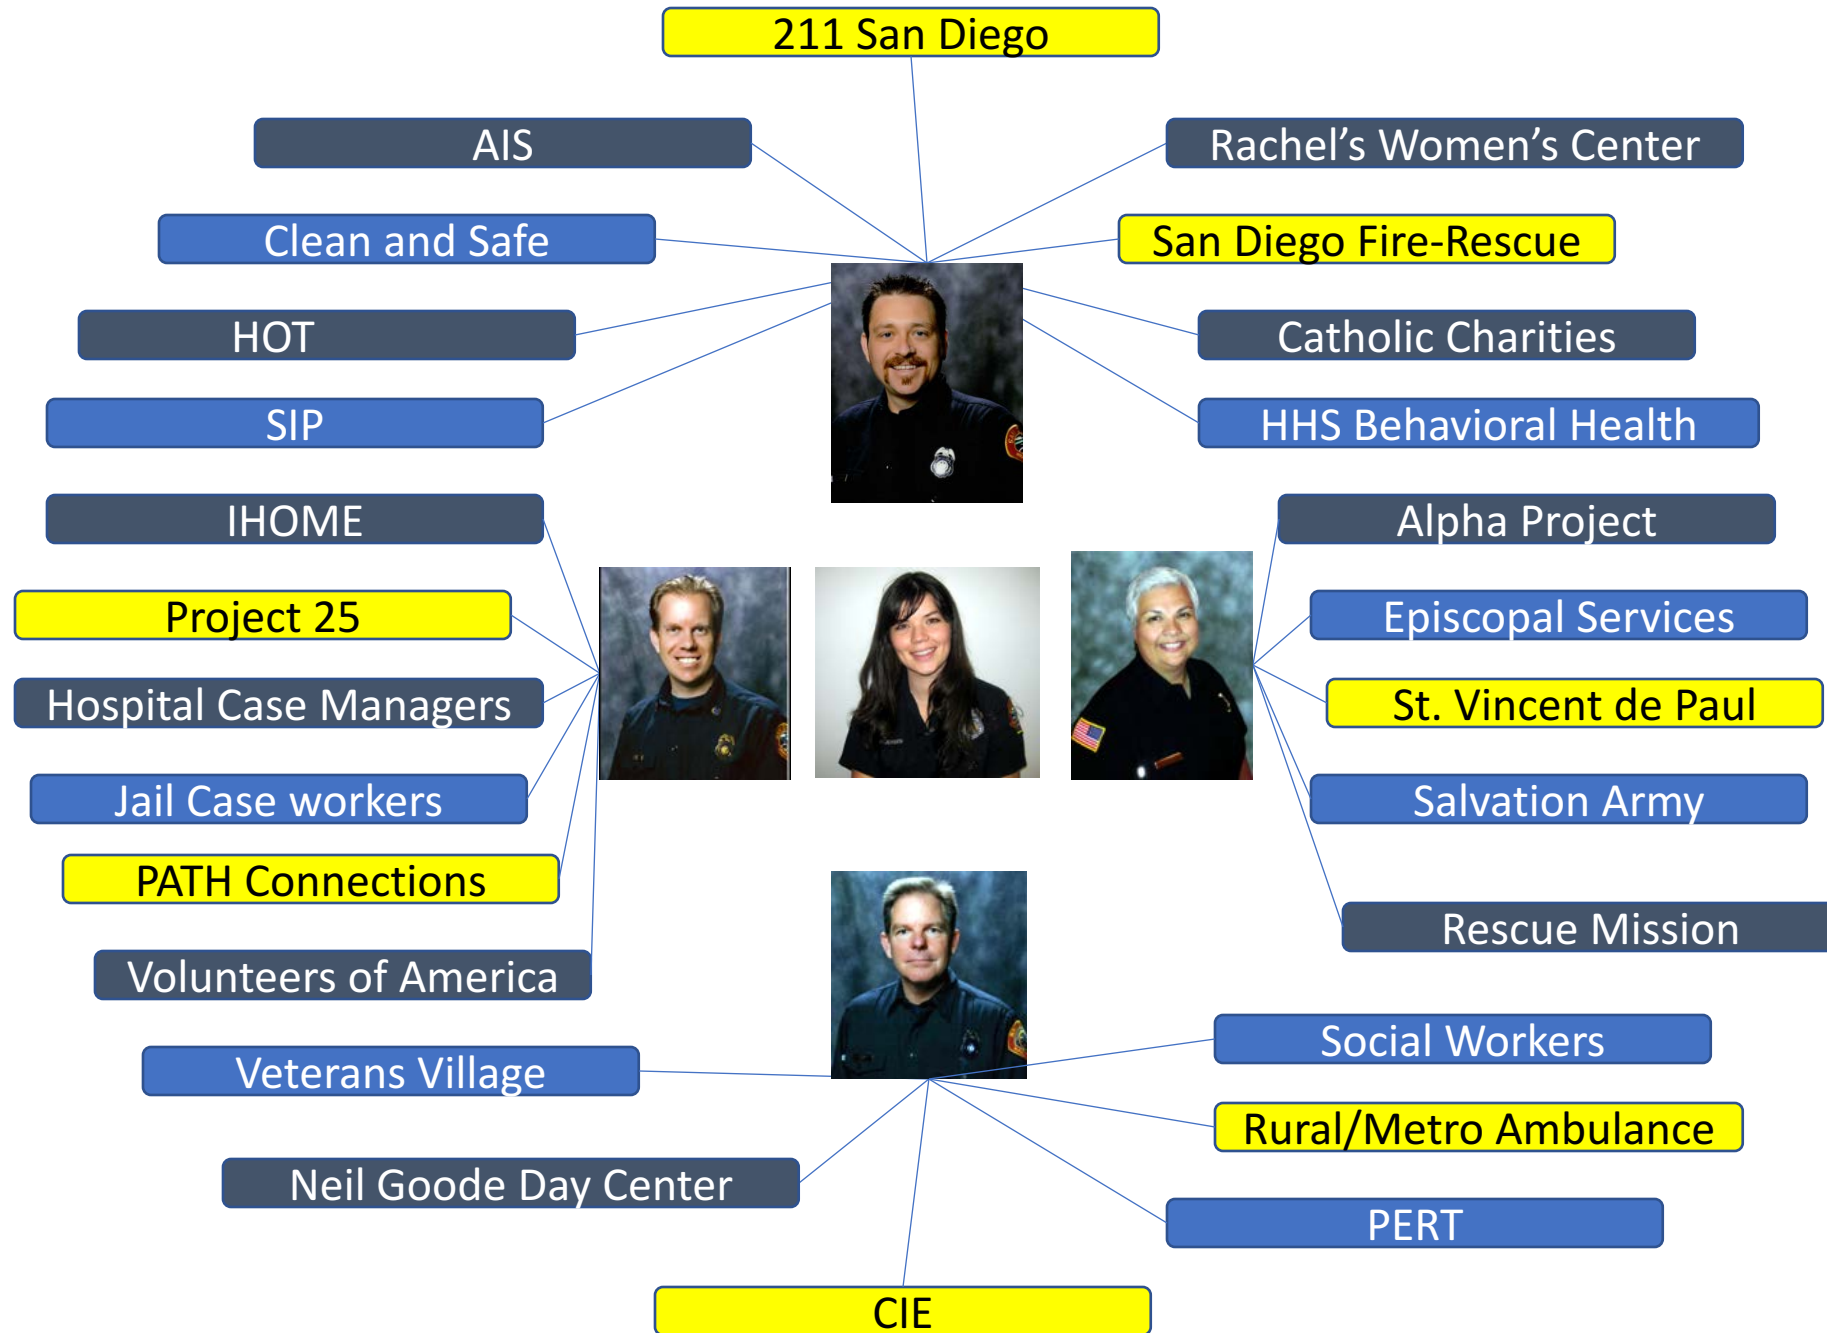 211 San Diego
AIS
Rachel's Women's Center
Clean and Safe
San Diego Fire-Rescue
HOT
Catholic Charities
SIP
HHS Behavioral Health
IHOME
Alpha Project
Project 25
Episcopal Services
Hospital Case Managers
St. Vincent de Paul
Jail Case workers
Salvation Army
PATH Connections
Rescue Mission
Volunteers of America
Social Workers
Veterans Village
Rural/Metro Ambulance
Neil Goode Day Center
PERT
CIE